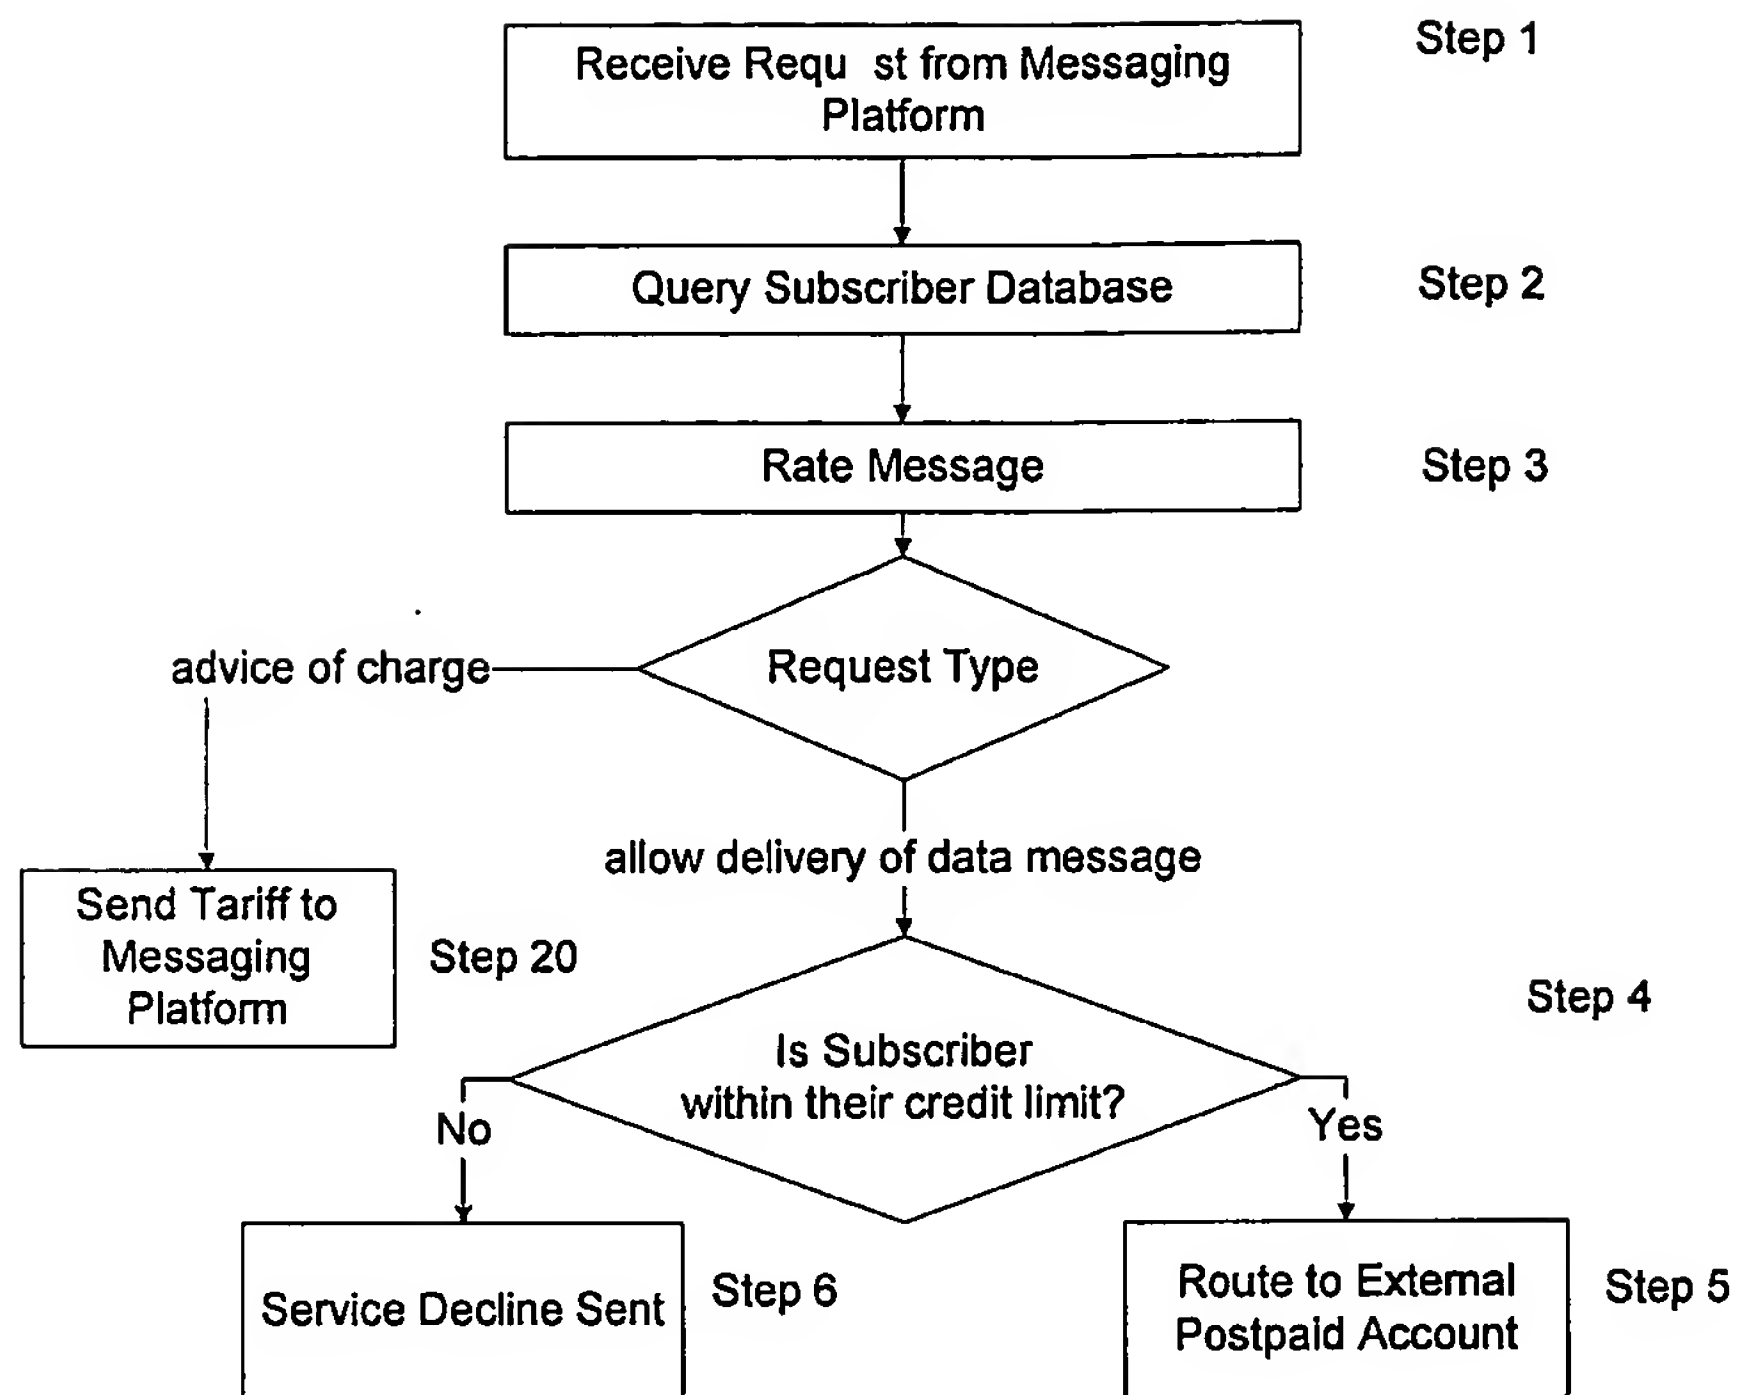 Receive Requ st from Messaging
Platform
Step 1
Query Subscriber Database
Step 2
Rate Message
Step 3
Request Type
advice of charge
allow delivery of data message
Send Tariff to
Messaging
Platform
Step 20
Step 4
Is Subscriber
within their credit limit?
No
Yes
Service Decline Sent
Step 6
Route to External
Postpaid Account
Step 5